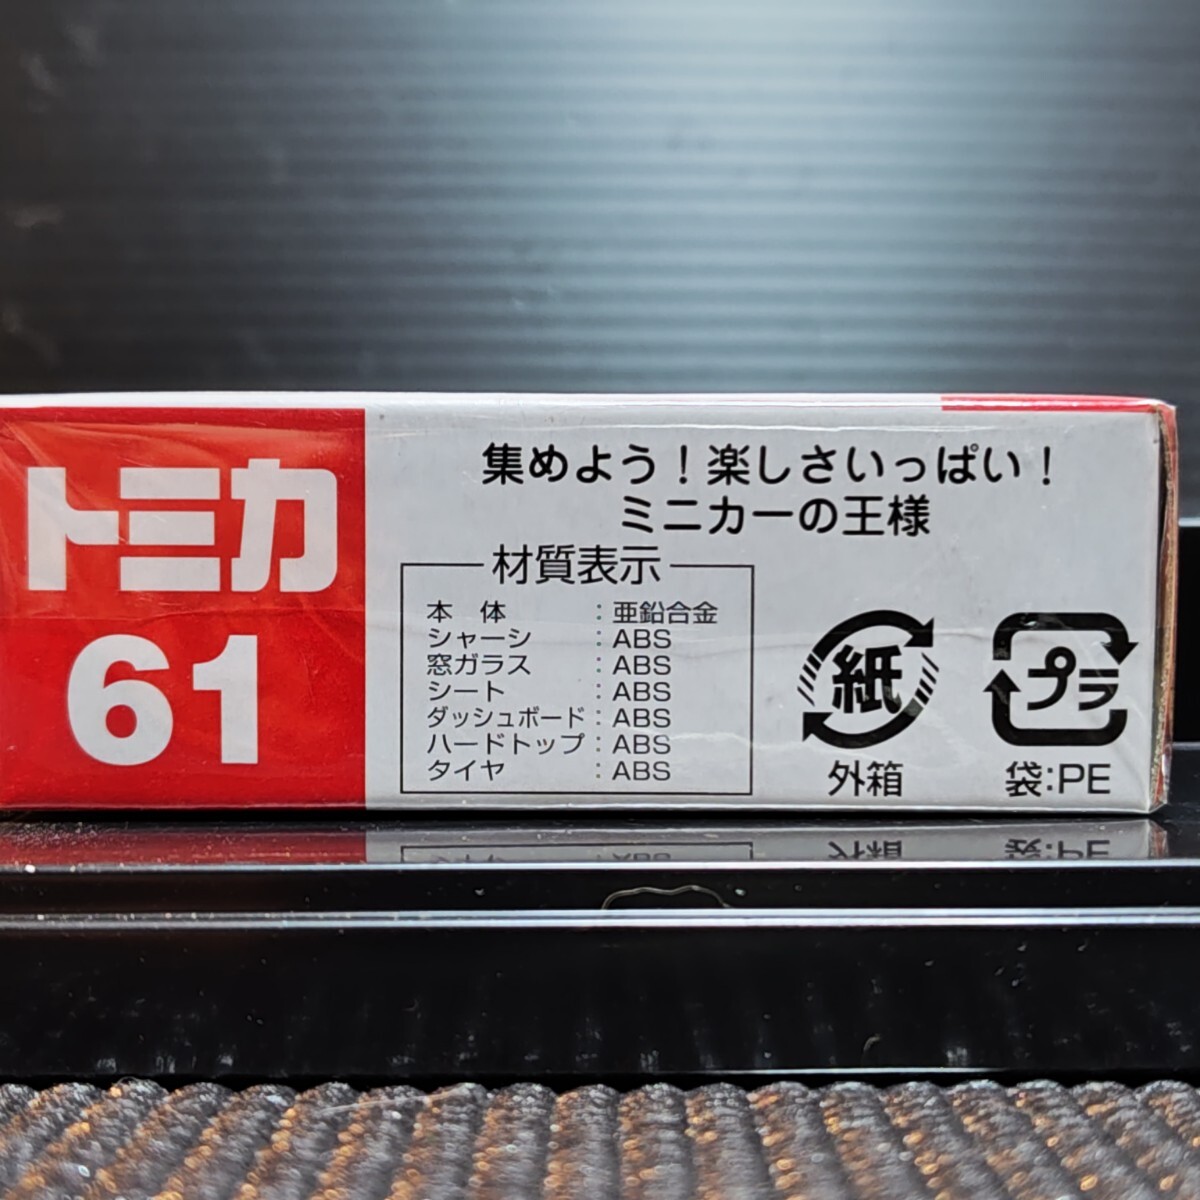 トミカ
61
集めよう！楽しさいっぱい！
ミニカーの王様
材質表示
本　体　：亜鉛合金
シャーシ　：ABS
窓ガラス　：ABS
シート　：ABS
ダッシュボード：ABS
ハードトップ：ABS
タイヤ　：ABS
紙
外箱
プラ
袋:PE